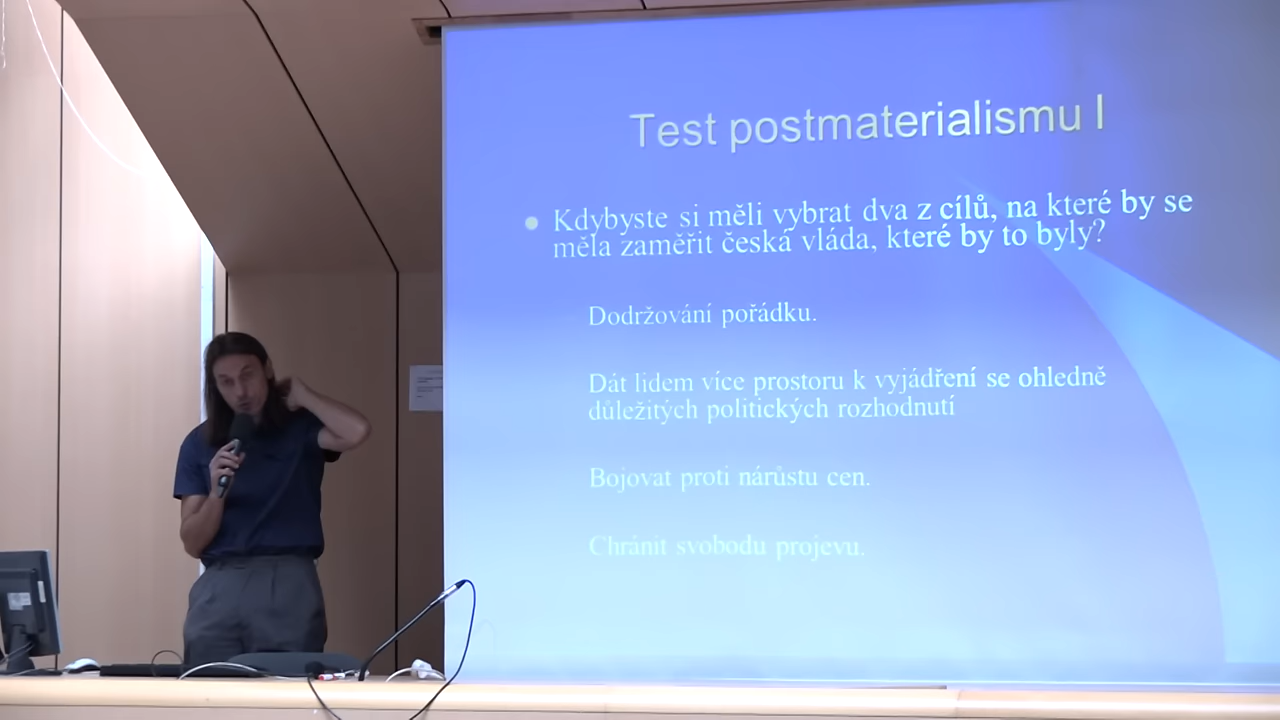 Test postmaterialismu I
Kdybyste si měli vybrat dva z cílů, na které by se
měla zaměřit česká vláda, které by to byly?
Dodržování pořádku.
Dát lidem více prostoru k vyjádření se ohledně
důležitých politických rozhodnutí
Bojovat proti nárůstu cen.
Chránit svobodu projevu.